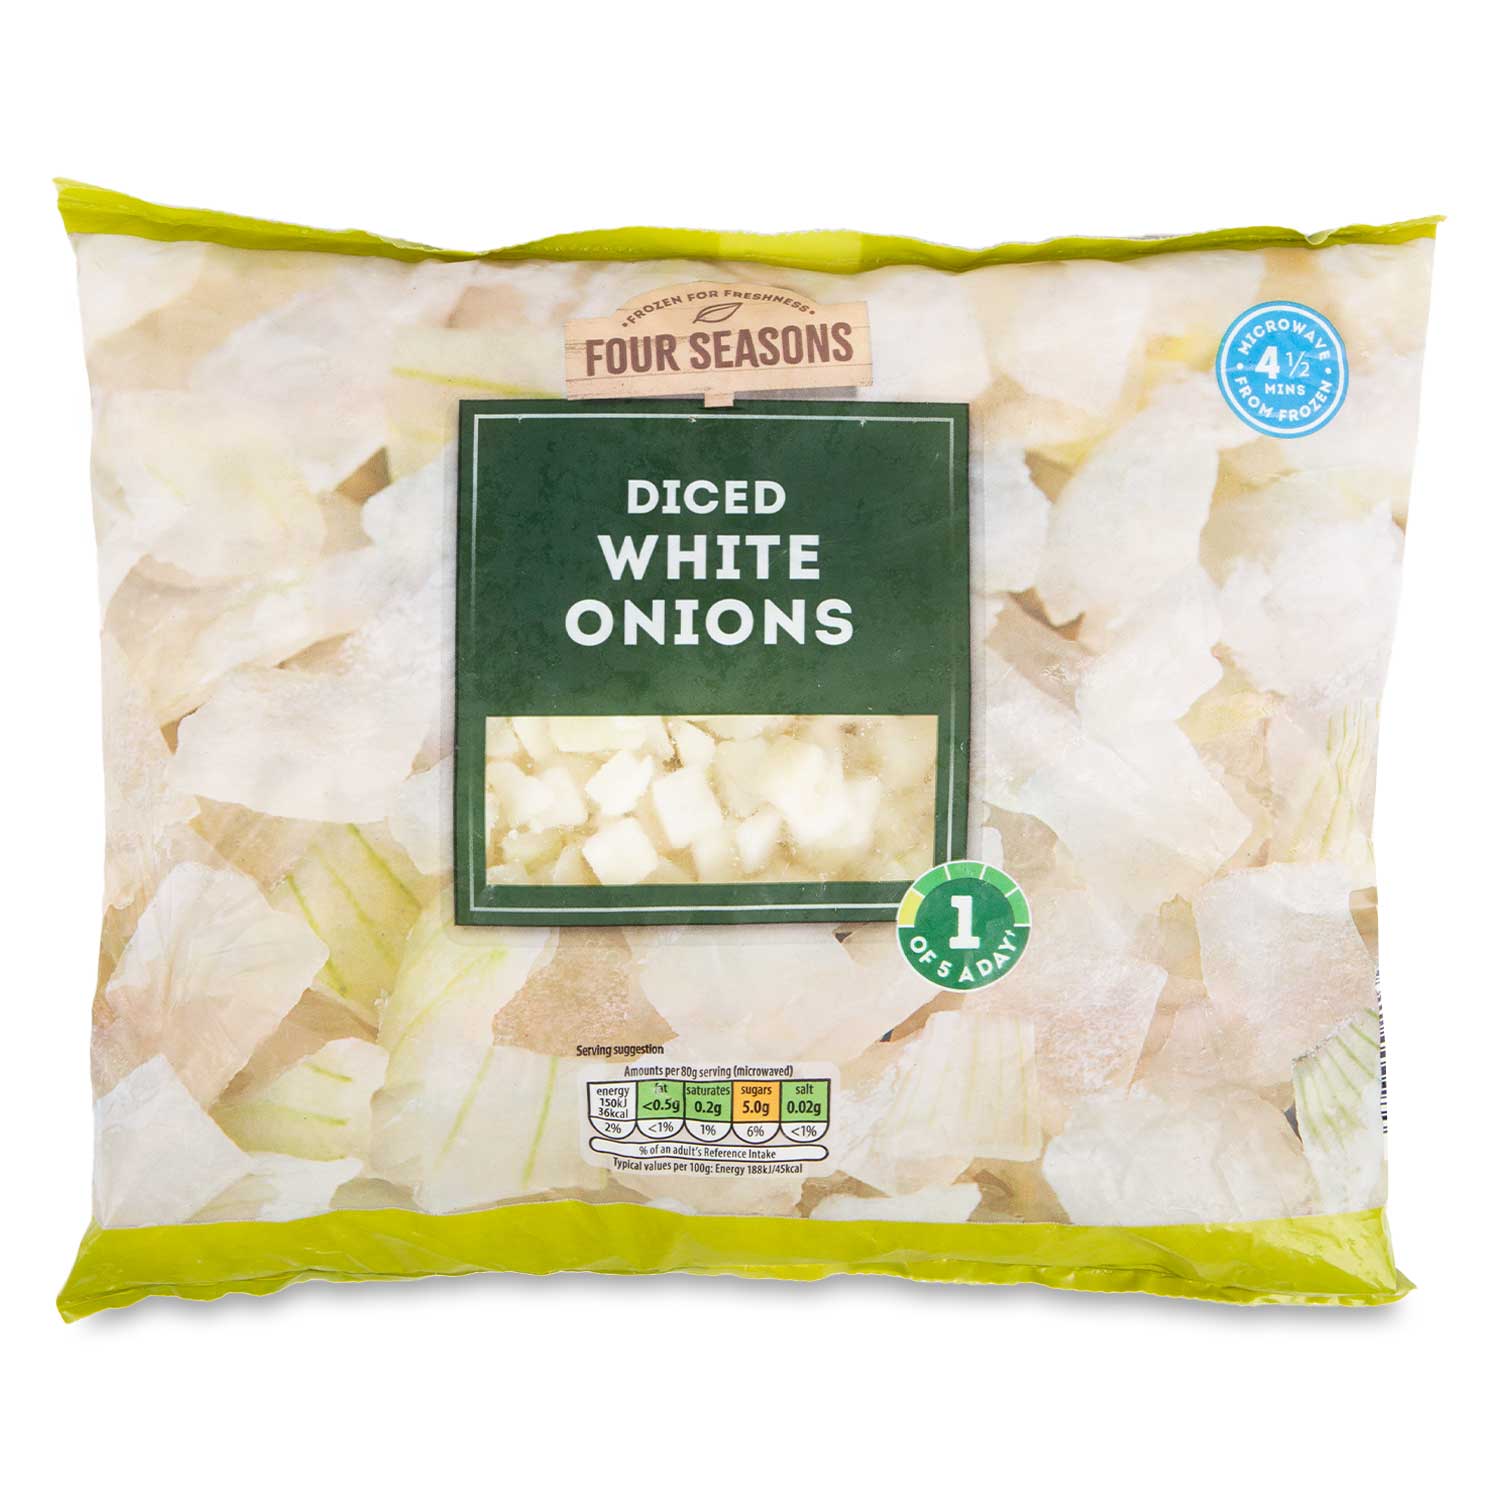 FROZEN FOR FRESHNESS
FOUR SEASONS
MICROWAVE
4 ½
MINS
FROM FROZEN
DICED
WHITE
ONIONS
1
OF 5 A DAY†
Serving suggestion
Amounts per 80g serving (microwaved)
energy fat saturates sugars salt
150kJ
36kcal <0.5g 0.2g 5.0g 0.02g
2% <1% 1% 6% <1%
% of an adult's Reference Intake
Typical values per 100g: Energy 188kJ/45kcal